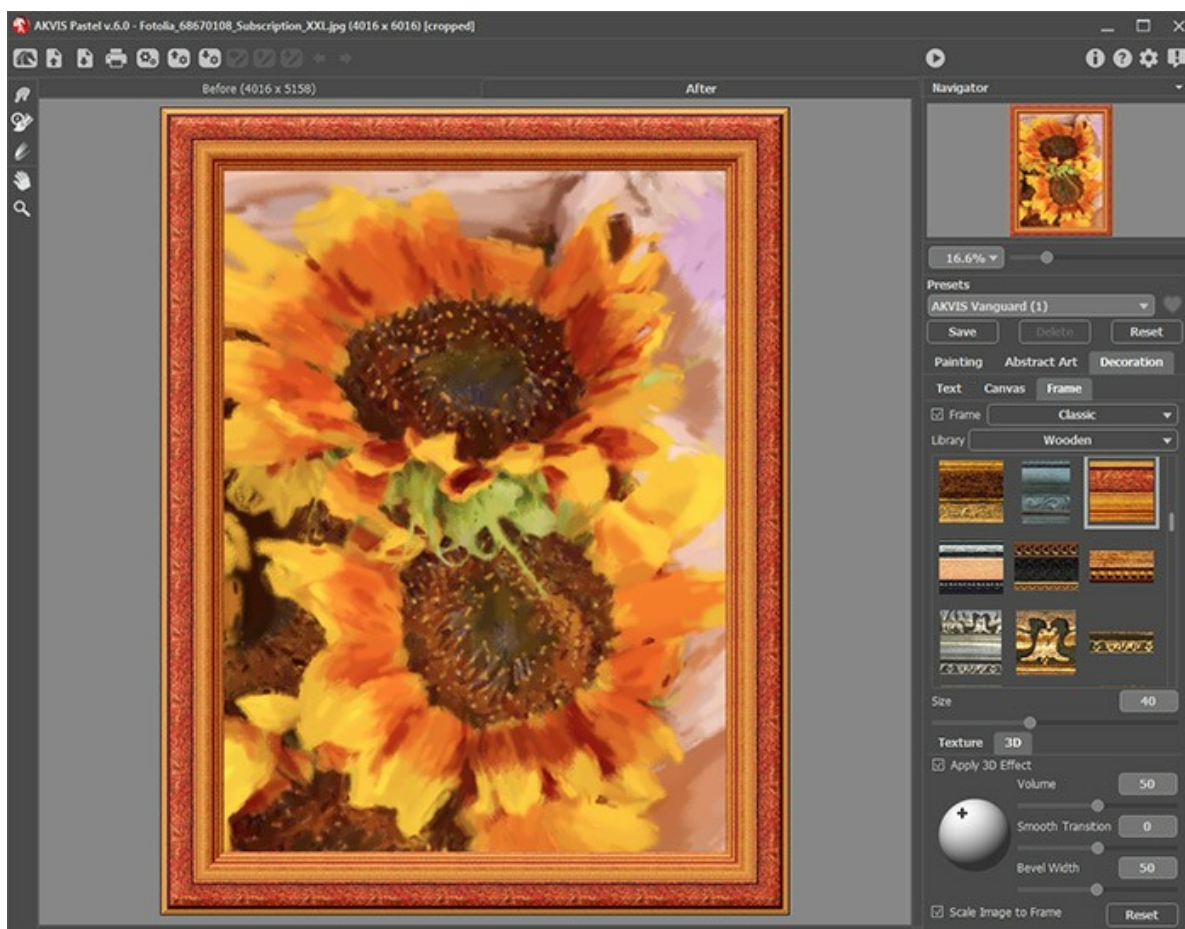 AKVIS Pastel v.6.0 - Fotolia_68670108_Subscription_XXL.jpg (4016 x 6016) [cropped]
Before (4016 x 5158)
After
Navigator
16.6%
Presets
AKVIS Vanguard (1)
Save Delete Reset
Painting Abstract Art Decoration
Text Canvas Frame
Frame Classic
Library Wooden
Size 40
Texture 3D
Apply 3D Effect
Volume 50
Smooth Transition 0
Bevel Width 50
Scale Image to Frame Reset